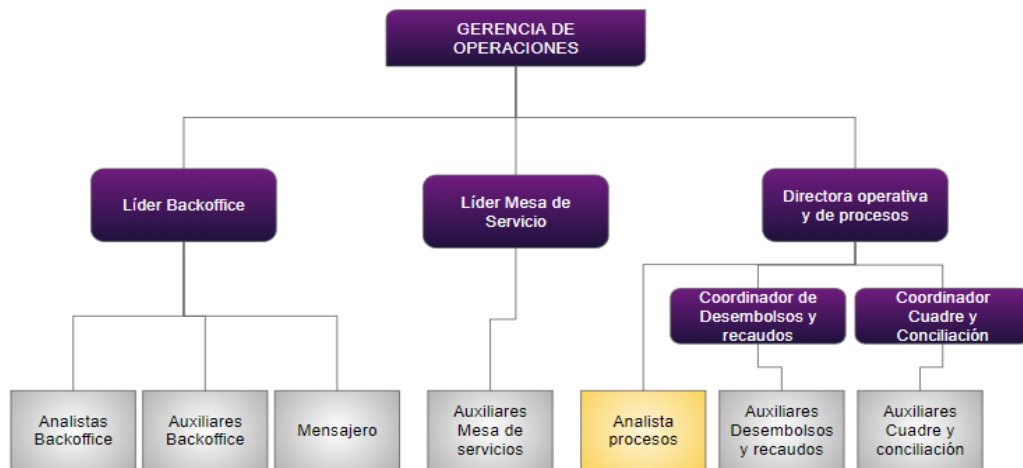 GERENCIA DE
OPERACIONES
Líder Backoffice
Líder Mesa de
Servicio
Directora operativa
y de procesos
Coordinador de
Desembolsos y
recaudos
Coordinador
Cuadre y
Conciliación
Analistas
Backoffice
Auxiliares
Backoffice
Mensajero
Auxiliares
Mesa de
servicios
Analista
procesos
Auxiliares
Desembolsos
y recaudos
Auxiliares
Cuadre y
conciliación